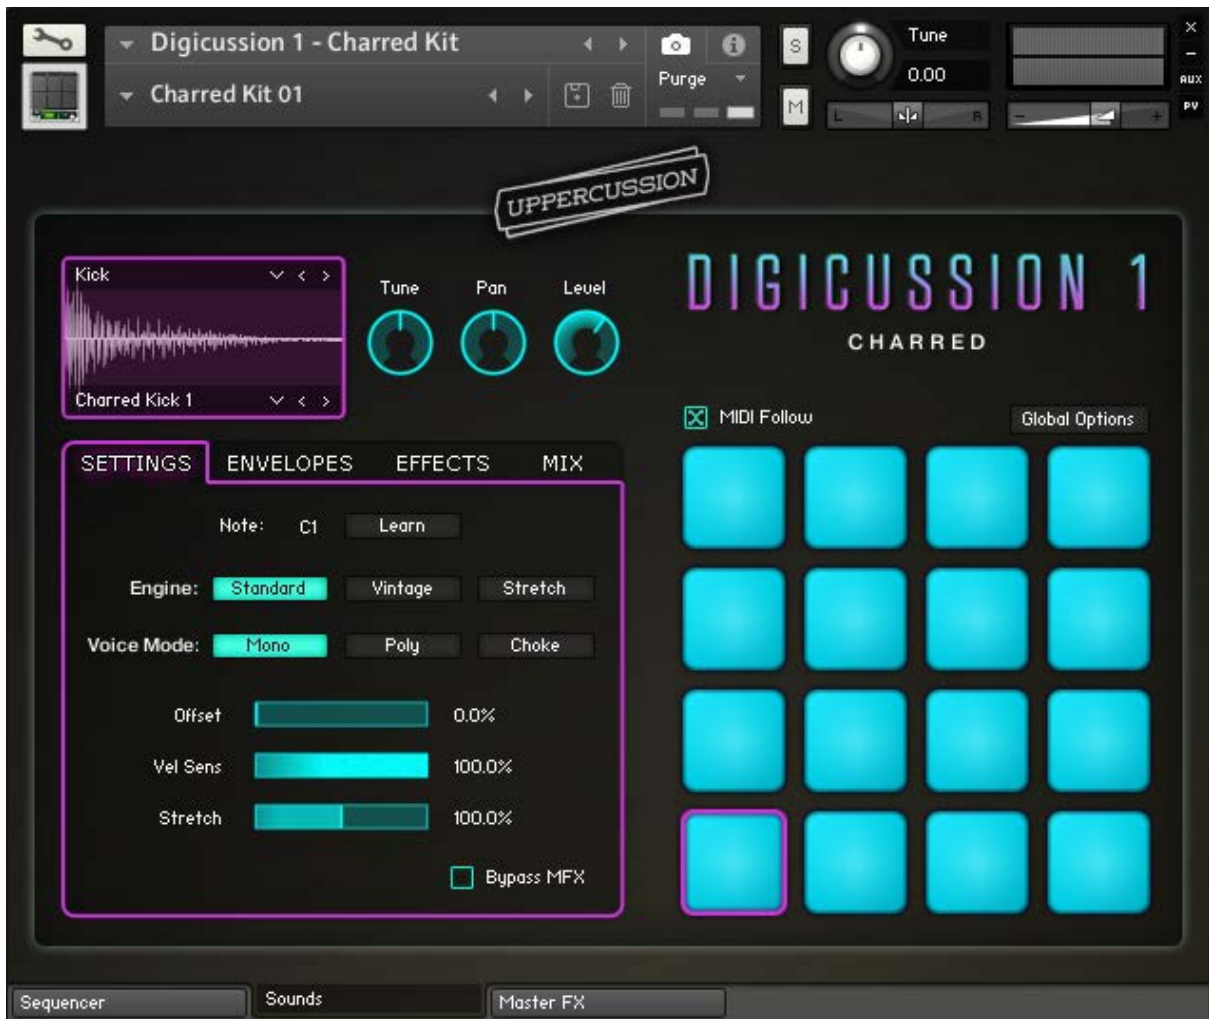 Digicussion 1 - Charred Kit
Charred Kit 01
Purge
S
M
Tune
0.00
L
R
- +
×
-
AUX
PV
UPPERCUSSION
Kick
Charred Kick 1
Tune Pan Level
DIGICUSSION 1
CHARRED
MIDI Follow
Global Options
SETTINGS ENVELOPES EFFECTS MIX
Note: C1 Learn
Engine: Standard Vintage Stretch
Voice Mode: Mono Poly Choke
Offset 0.0%
Vel Sens 100.0%
Stretch 100.0%
Bypass MFX
Sequencer Sounds Master FX